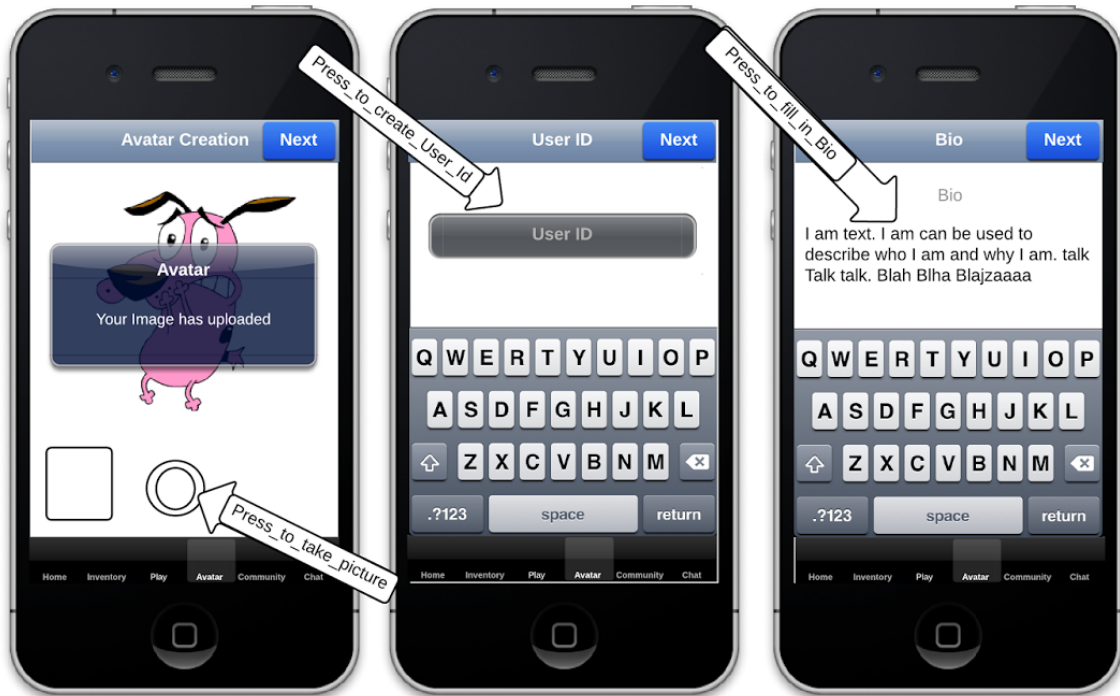 Avatar Creation
Next
Avatar
Your Image has uploaded
Press_to_take_picture
Home Inventory Play Avatar Community Chat
Press_to_create_User_Id
User ID
Next
User ID
Q W E R T Y U I O P
A S D F G H J K L
Z X C V B N M
.?123 space return
Home Inventory Play Avatar Community Chat
Press_to_fill_in_Bio
Bio
Next
Bio
I am text. I am can be used to
describe who I am and why I am. talk
Talk talk. Blah Blha Blajzaaaa
Q W E R T Y U I O P
A S D F G H J K L
Z X C V B N M
.?123 space return
Home Inventory Play Avatar Community Chat